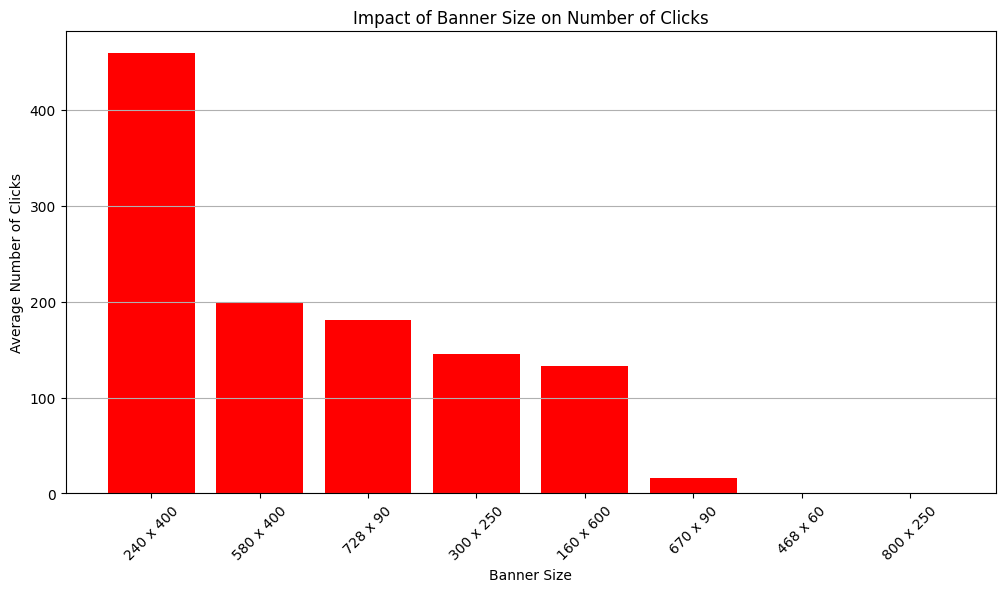 Impact of Banner Size on Number of Clicks
Average Number of Clicks
400
300
200
100
0
240 x 400
580 x 400
728 x 90
300 x 250
160 x 600
670 x 90
468 x 60
800 x 250
Banner Size